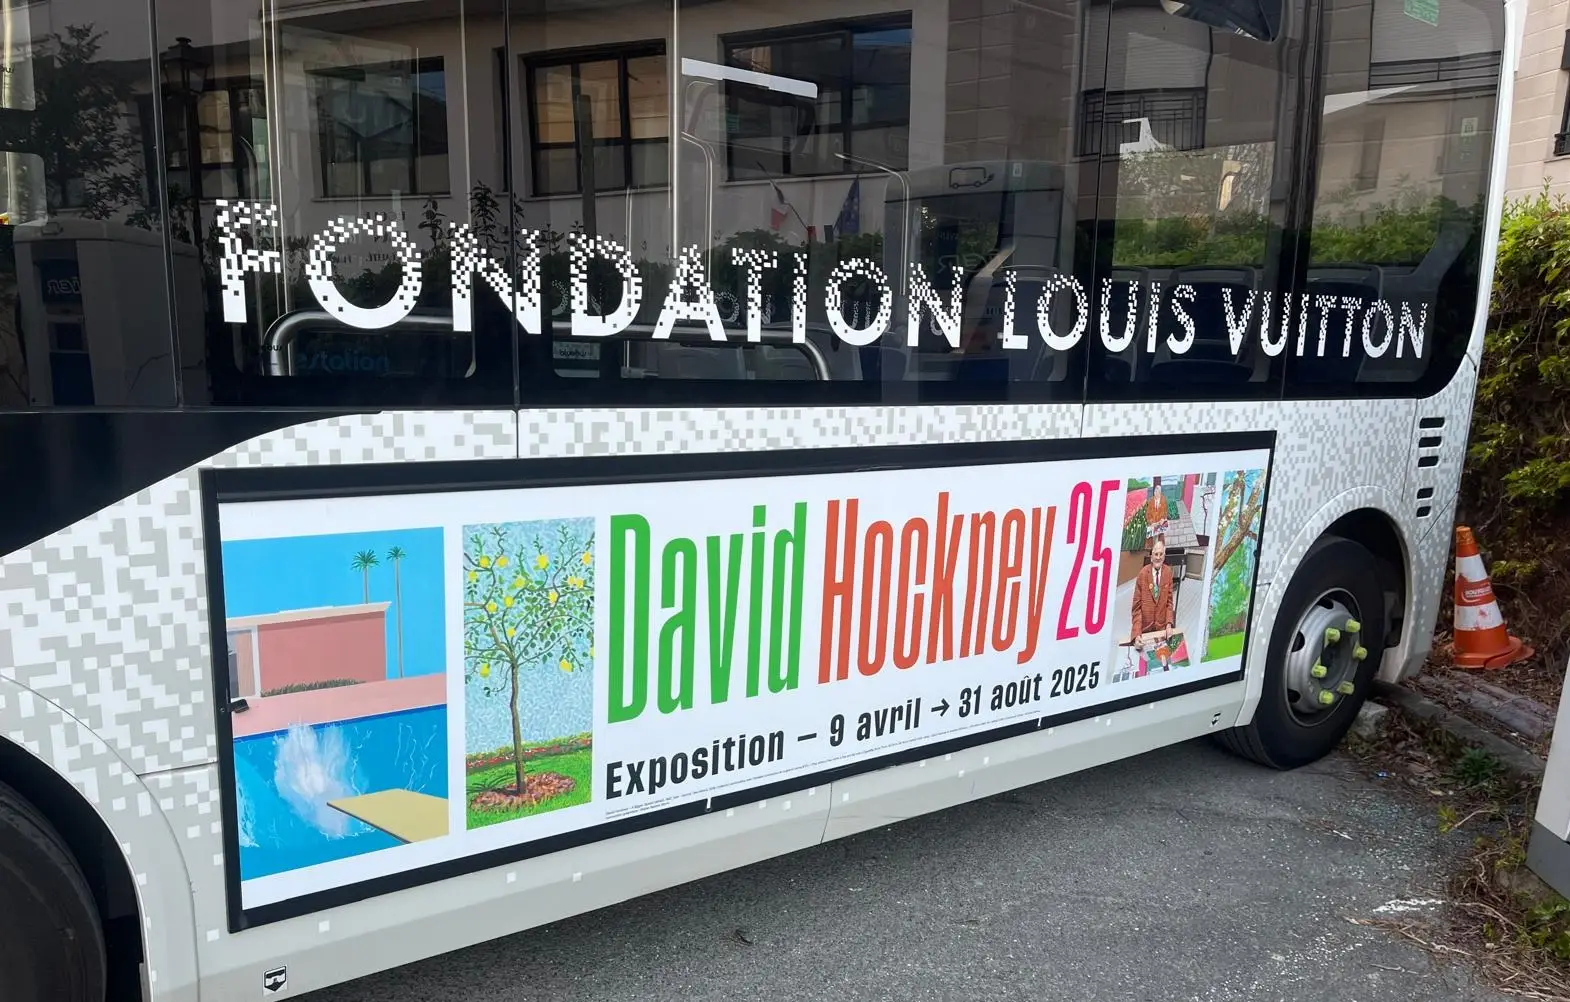 FONDATION LOUIS VUITTON
David Hockney 25
Exposition – 9 avril → 31 août 2025